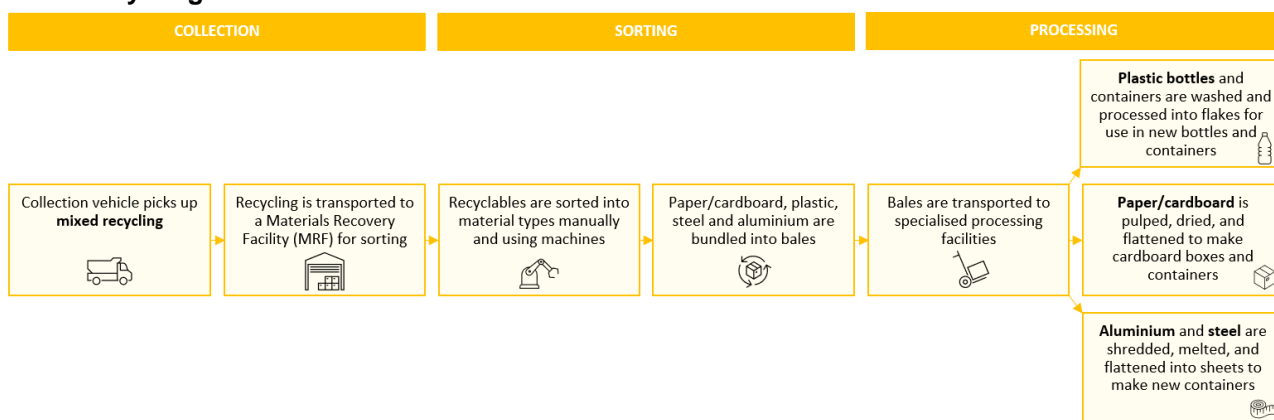 COLLECTION
SORTING
PROCESSING
Collection vehicle picks up
mixed recycling
Recycling is transported to
a Materials Recovery
Facility (MRF) for sorting
Recyclables are sorted into
material types manually
and using machines
Paper/cardboard, plastic,
steel and aluminium are
bundled into bales
Bales are transported to
specialised processing
facilities
Plastic bottles and
containers are washed and
processed into flakes for
use in new bottles and
containers
Paper/cardboard is
pulped, dried, and
flattened to make
cardboard boxes and
containers
Aluminium and steel are
shredded, melted, and
flattened into sheets to
make new containers